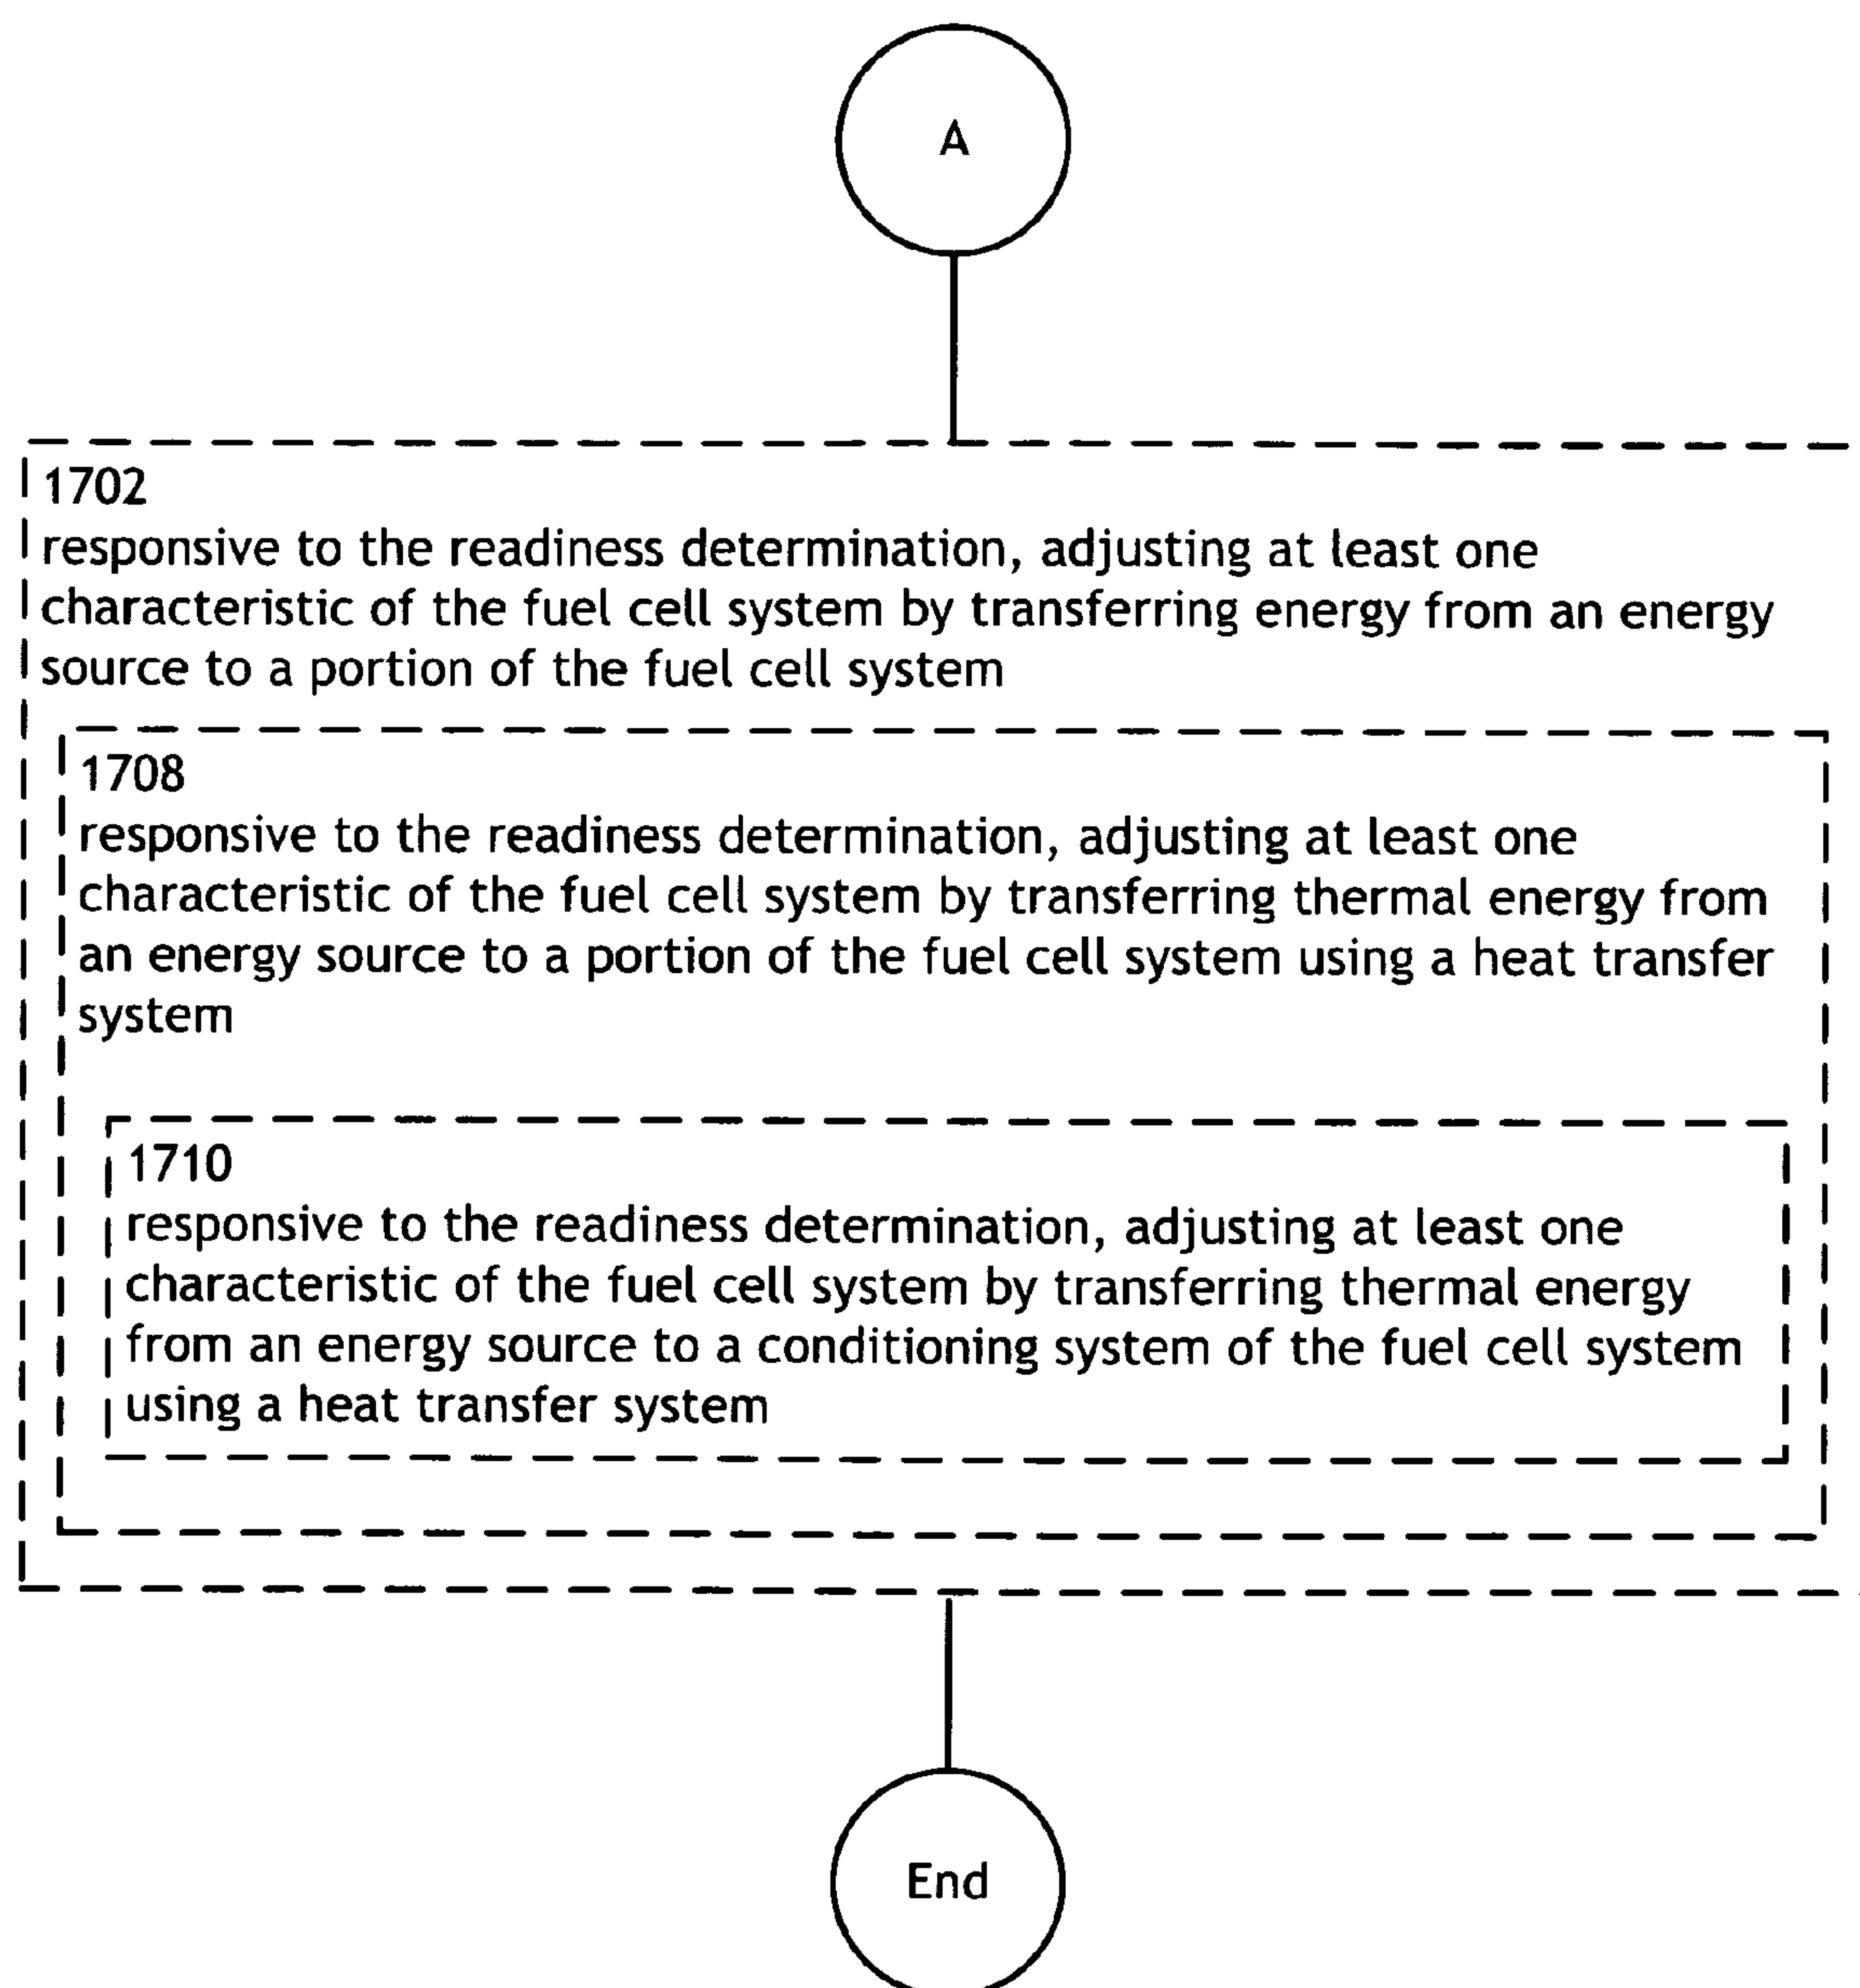 A
1702
responsive to the readiness determination, adjusting at least one
characteristic of the fuel cell system by transferring energy from an energy
source to a portion of the fuel cell system
1708
responsive to the readiness determination, adjusting at least one
characteristic of the fuel cell system by transferring thermal energy from
an energy source to a portion of the fuel cell system using a heat transfer
system
1710
responsive to the readiness determination, adjusting at least one
characteristic of the fuel cell system by transferring thermal energy
from an energy source to a conditioning system of the fuel cell system
using a heat transfer system
End